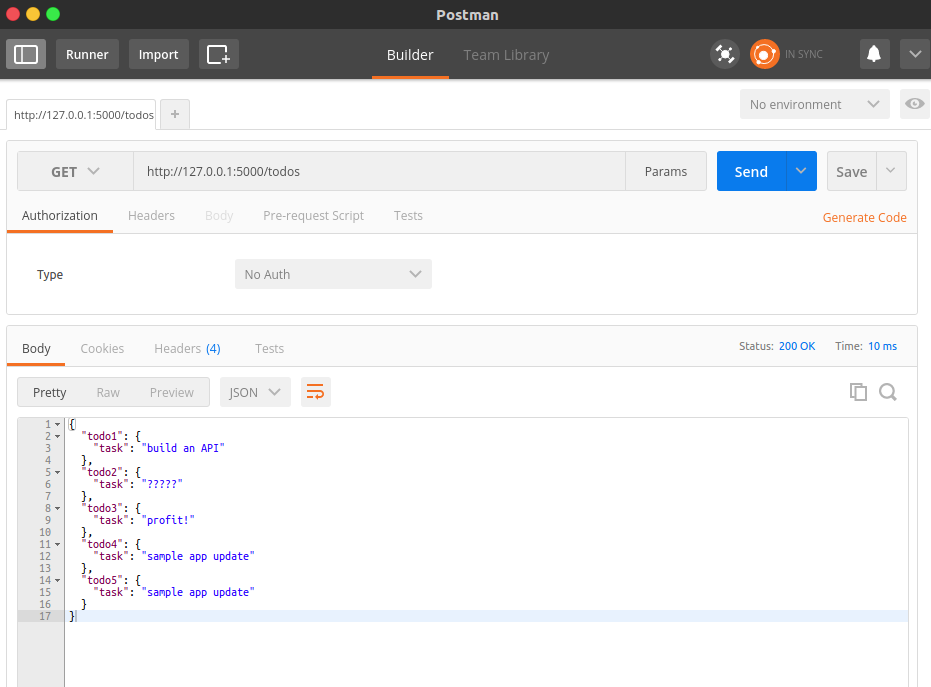 Postman
Runner Import Builder Team Library IN SYNC
No environment
http://127.0.0.1:5000/todos +
GET http://127.0.0.1:5000/todos Params Send Save
Authorization Headers Body Pre-request Script Tests Generate Code
Type No Auth
Body Cookies Headers (4) Tests Status: 200 OK Time: 10 ms
Pretty Raw Preview JSON
1 {
2 "todo1": {
3 "task": "build an API"
4 },
5 "todo2": {
6 "task": "?????"
7 },
8 "todo3": {
9 "task": "profit!"
10 },
11 "todo4": {
12 "task": "sample app update"
13 },
14 "todo5": {
15 "task": "sample app update"
16 }
17 }